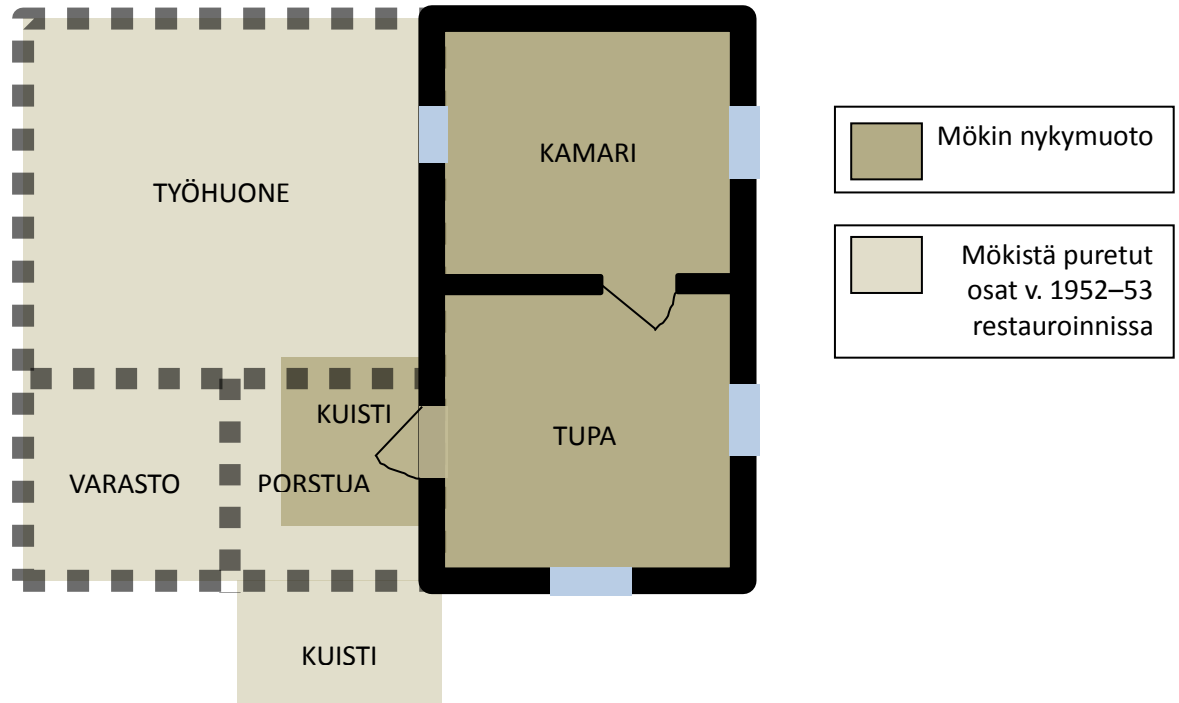 KAMARI
TYÖHUONE
KUISTI
TUPA
VARASTO
PORSTUA
KUISTI
Mökin nykymuoto
Mökistä puretut
osat v. 1952–53
restauroinnissa